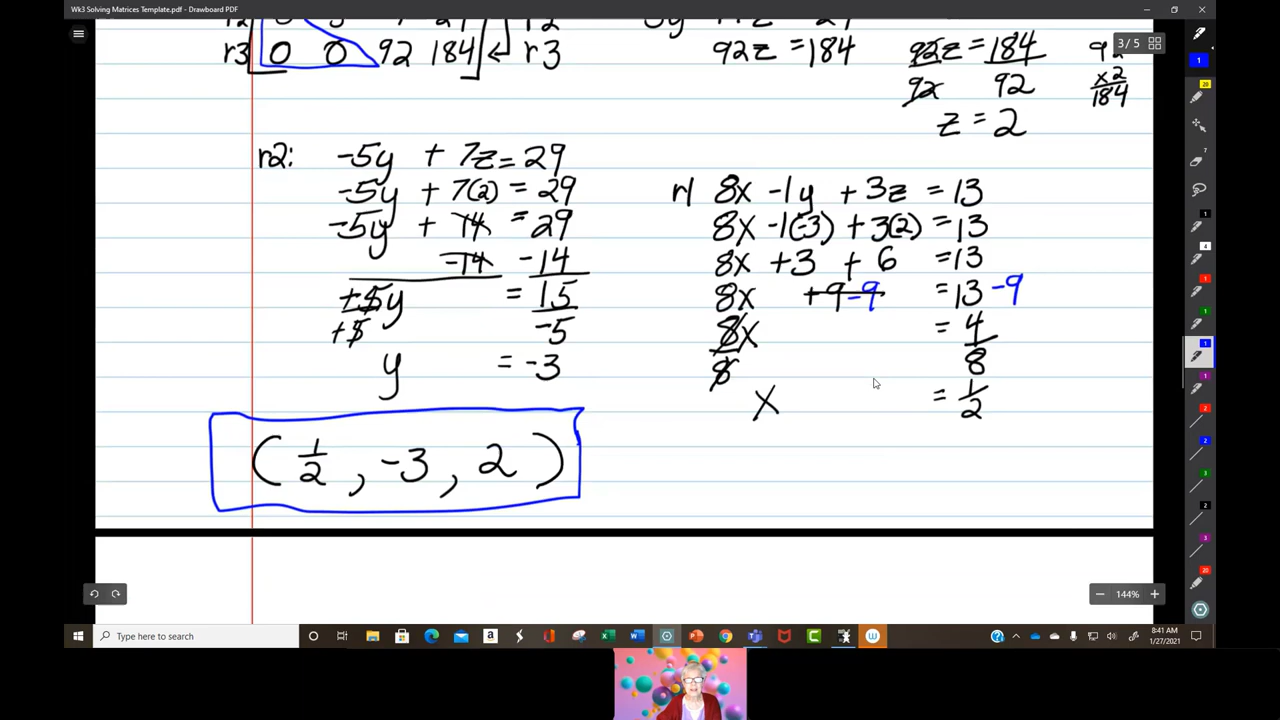 Wk3 Solving Matrices Template.pdf - Drawboard PDF
3/5
r3 0 0 92 184 ← r3
92z = 184
92z = 184
92 92
z = 2
92
x2
184
r2: -5y + 7z = 29
-5y + 7(2) = 29
-5y + 14 = 29
-14 -14
+5y = 15
+5 -5
y = -3
r1 8x -1y + 3z = 13
8x -1(-3) + 3(2) = 13
8x +3 + 6 = 13
8x +9-9 = 13-9
8x = 4
8 8
x = 1/2
( 1/2 , -3 , 2 )
144%
Type here to search
8:41 AM
1/27/2021